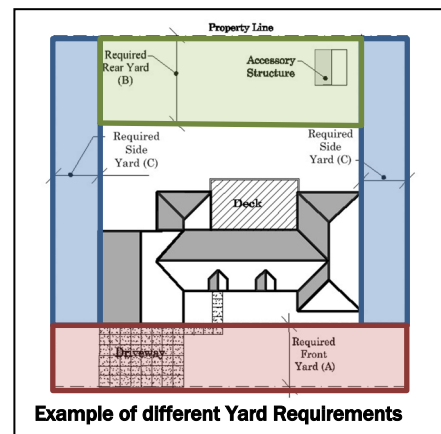 Property Line
Required
Rear Yard
(B)
Accessory
Structure
Required
Side
Yard (C)
Required
Side
Yard (C)
Deck
Driveway
Required
Front
Yard (A)
Example of different Yard Requirements